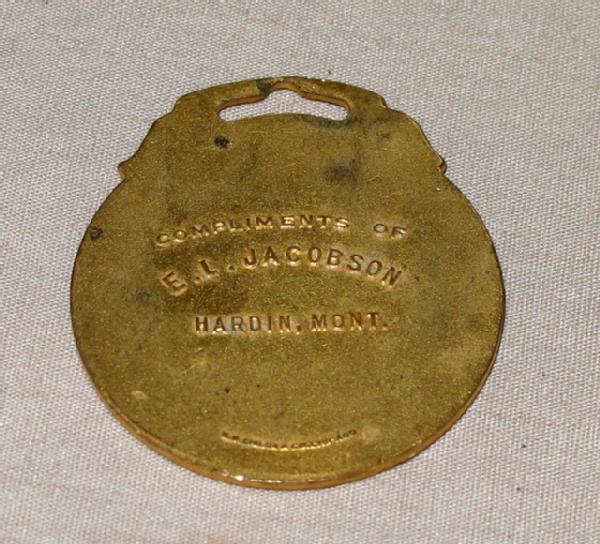 COMPLIMENTS OF
E. L. JACOBSON
HARDIN, MONT.